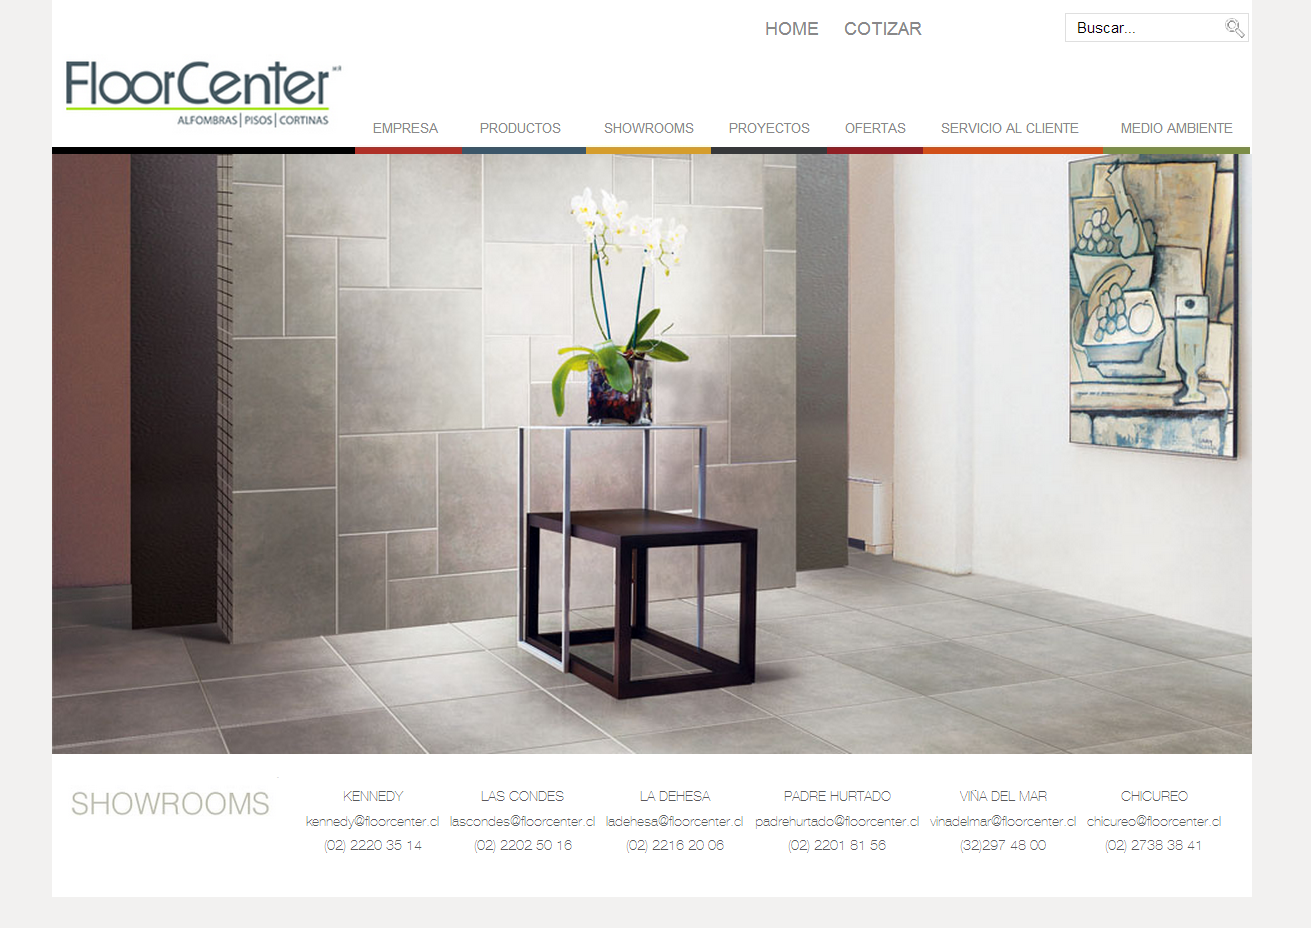 HOME COTIZAR Buscar...
FloorCenter
ALFOMBRAS|PISOS|CORTINAS
EMPRESA PRODUCTOS SHOWROOMS PROYECTOS OFERTAS SERVICIO AL CLIENTE MEDIO AMBIENTE
SHOWROOMS
KENNEDY
kennedy@floorcenter.cl
(02) 2220 35 14
LAS CONDES
lascondes@floorcenter.cl
(02) 2202 50 16
LA DEHESA
ladehesa@floorcenter.cl
(02) 2216 20 06
PADRE HURTADO
padrehurtado@floorcenter.cl
(02) 2201 81 56
VIÑA DEL MAR
vinadelmar@floorcenter.cl
(32)297 48 00
CHICUREO
chicureo@floorcenter.cl
(02) 2738 38 41